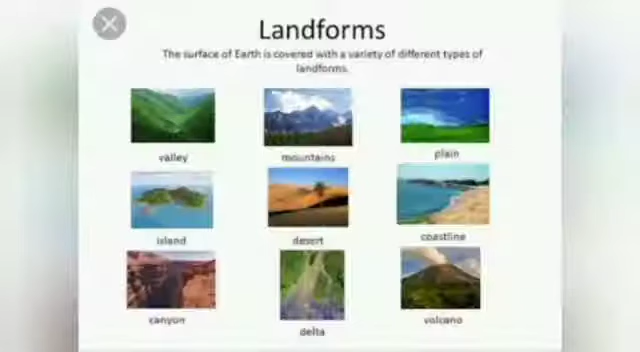 Landforms
The surface of Earth is covered with a variety of different types of
landforms.
valley
mountains
plain
island
desert
coastline
canyon
delta
volcano